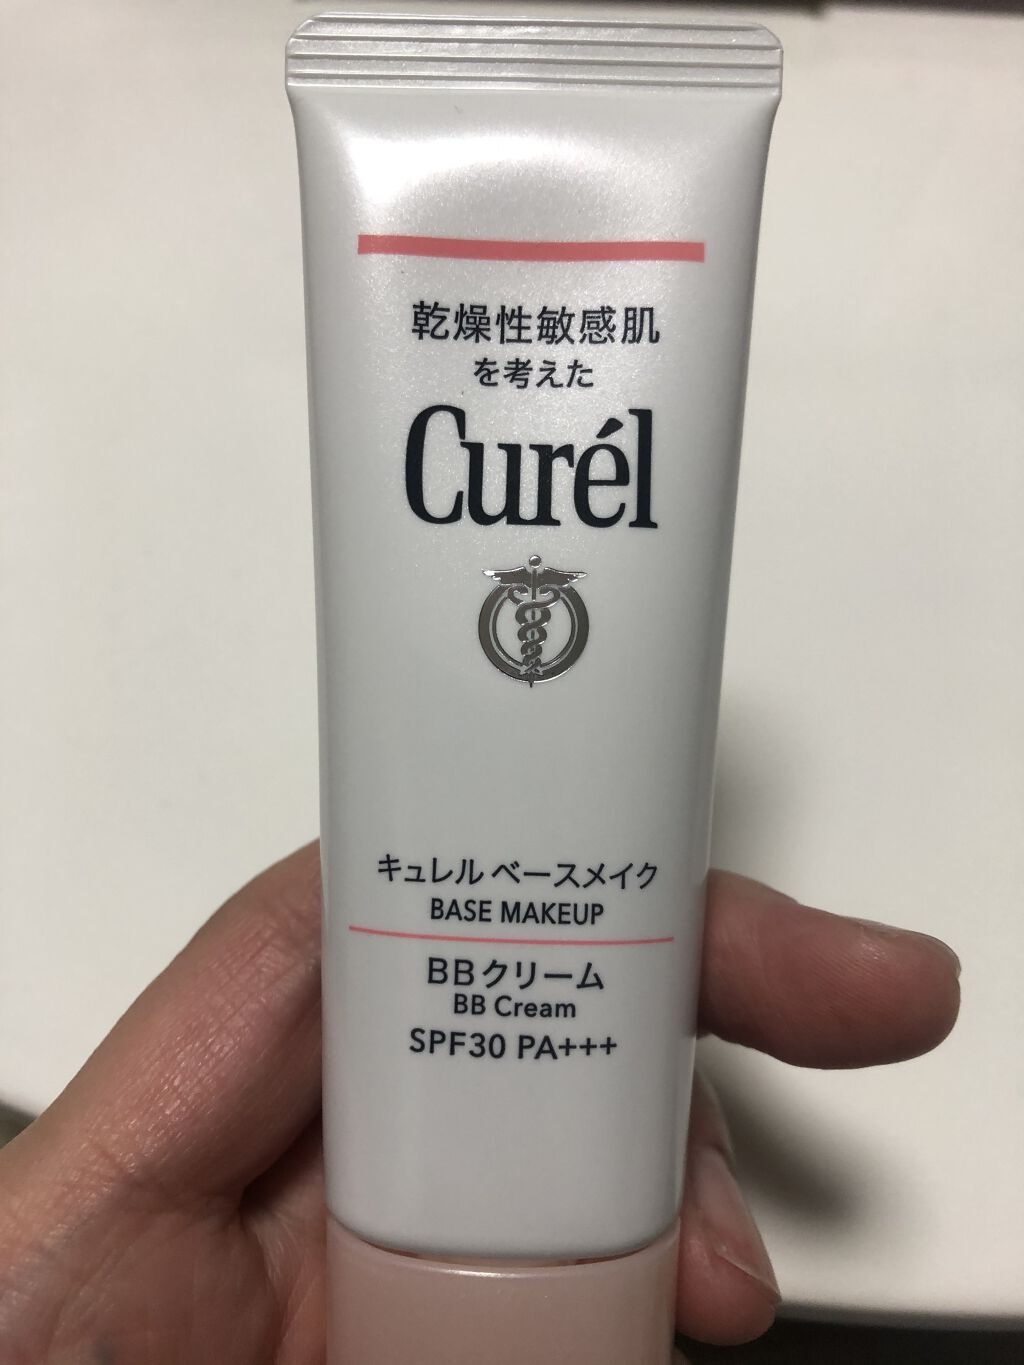 乾燥性敏感肌
を考えた
Curél
キュレル ベースメイク
BASE MAKEUP
BBクリーム
BB Cream
SPF30 PA+++